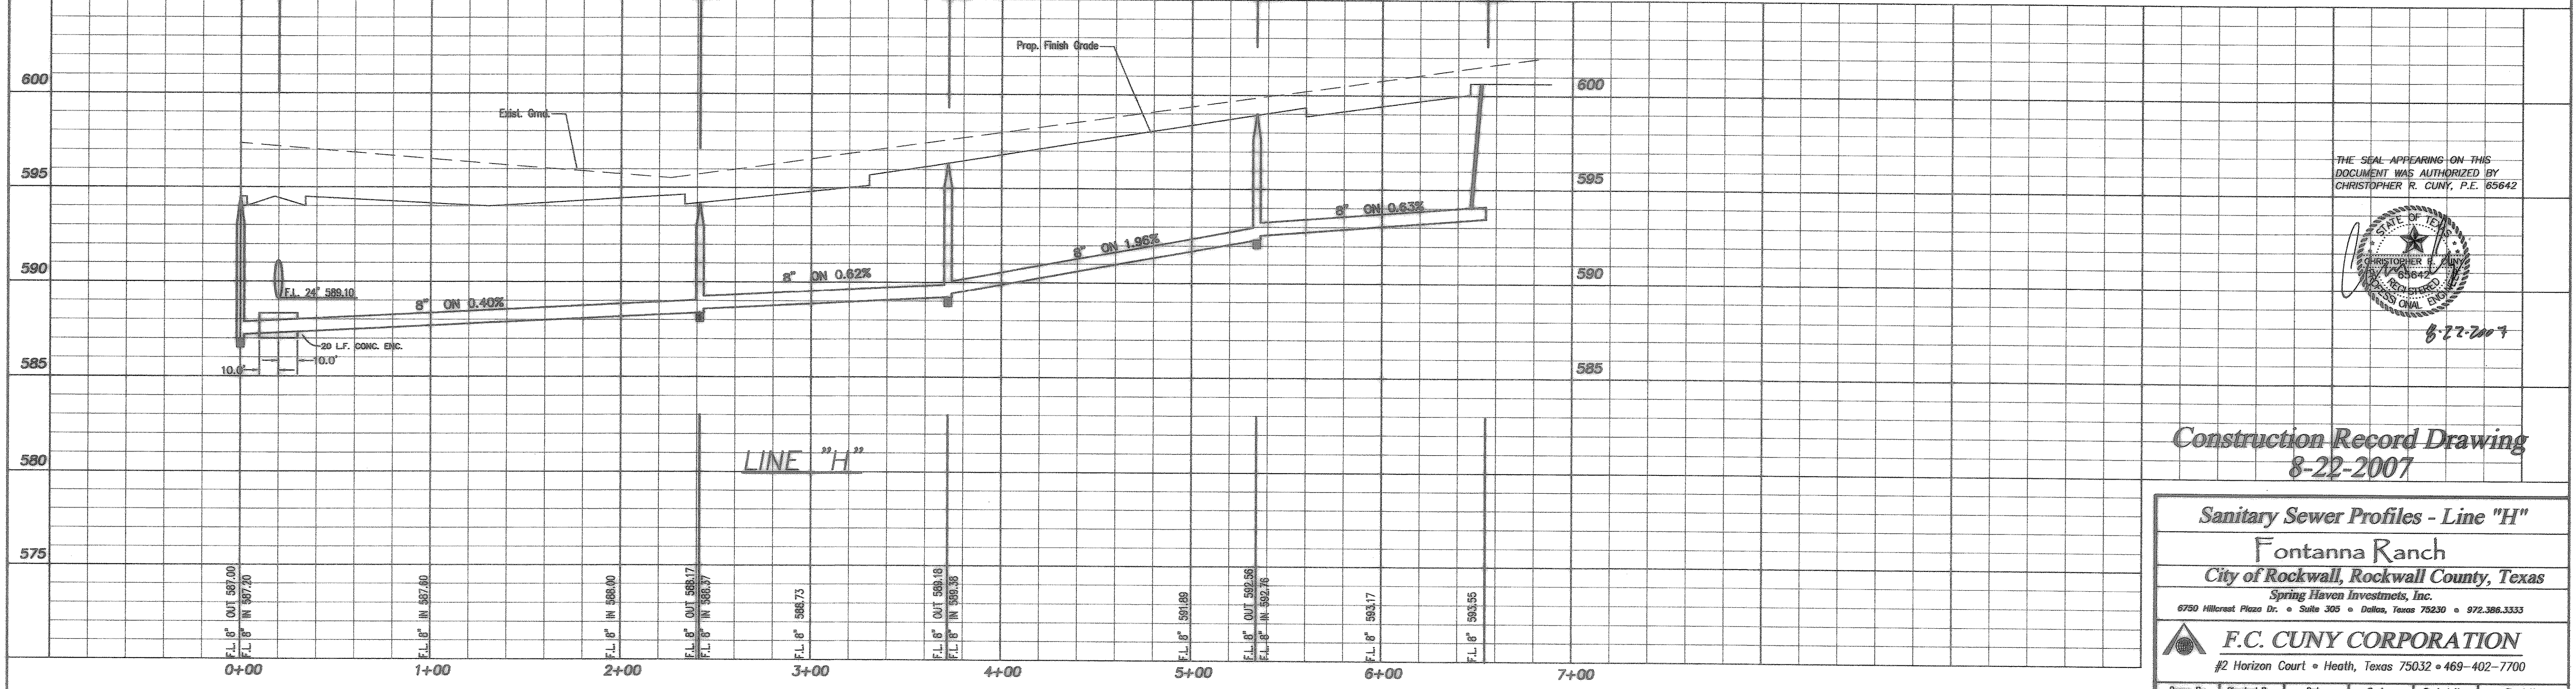 Prop. Finish Grade
600
600
Exist. Grnd.
595
595
THE SEAL APPEARING ON THIS
DOCUMENT WAS AUTHORIZED BY
CHRISTOPHER R. CUNY, P.E. 65642
STATE OF TEXAS
CHRISTOPHER R. CUNY
65642
REGISTERED
PROFESSIONAL ENGINEER
8-22-2007
8" ON 0.63%
8" ON 1.96%
590
590
8" ON 0.62%
F.L. 24" 589.10
8" ON 0.40%
20 L.F. CONC. ENC.
10.0'
10.0'
585
585
580
LINE "H"
575
F.L. 8" OUT 587.00
F.L. 8" IN 587.20
F.L. 8" IN 587.60
F.L. 8" IN 588.00
F.L. 8" OUT 588.17
F.L. 8" IN 588.37
F.L. 8" 588.73
F.L. 8" OUT 589.18
F.L. 8" IN 589.38
F.L. 8" 591.89
F.L. 8" OUT 592.56
F.L. 8" IN 592.76
F.L. 8" 593.17
F.L. 8" 593.55
0+00 1+00 2+00 3+00 4+00 5+00 6+00 7+00
Construction Record Drawing
8-22-2007
Sanitary Sewer Profiles - Line "H"
Fontanna Ranch
City of Rockwall, Rockwall County, Texas
Spring Haven Investmets, Inc.
6750 Hillcrest Plaza Dr. • Suite 305 • Dallas, Texas 75230 • 972.386.3333
F.C. CUNY CORPORATION
#2 Horizon Court • Heath, Texas 75032 • 469-402-7700